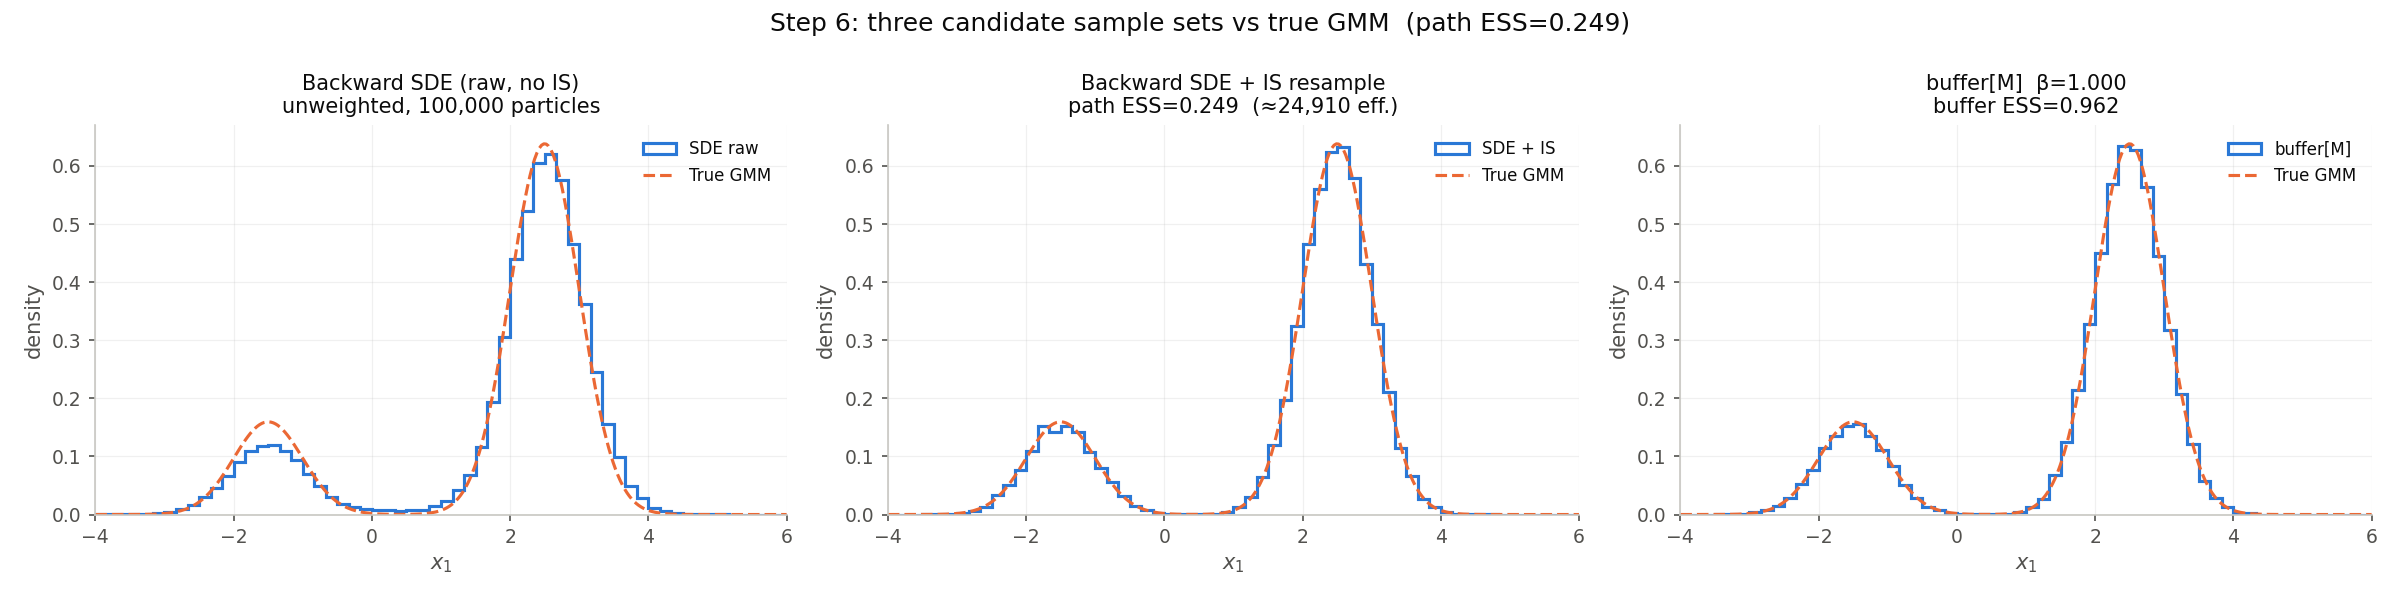 Step 6: three candidate sample sets vs true GMM  (path ESS=0.249)
Backward SDE (raw, no IS)
unweighted, 100,000 particles
SDE raw
True GMM
density
0.6
0.5
0.4
0.3
0.2
0.1
0.0
−4
−2
0
2
4
6
x₁
Backward SDE + IS resample
path ESS=0.249  (≈24,910 eff.)
SDE + IS
True GMM
density
0.6
0.5
0.4
0.3
0.2
0.1
0.0
−4
−2
0
2
4
6
x₁
buffer[M]  β=1.000
buffer ESS=0.962
buffer[M]
True GMM
density
0.6
0.5
0.4
0.3
0.2
0.1
0.0
−4
−2
0
2
4
6
x₁